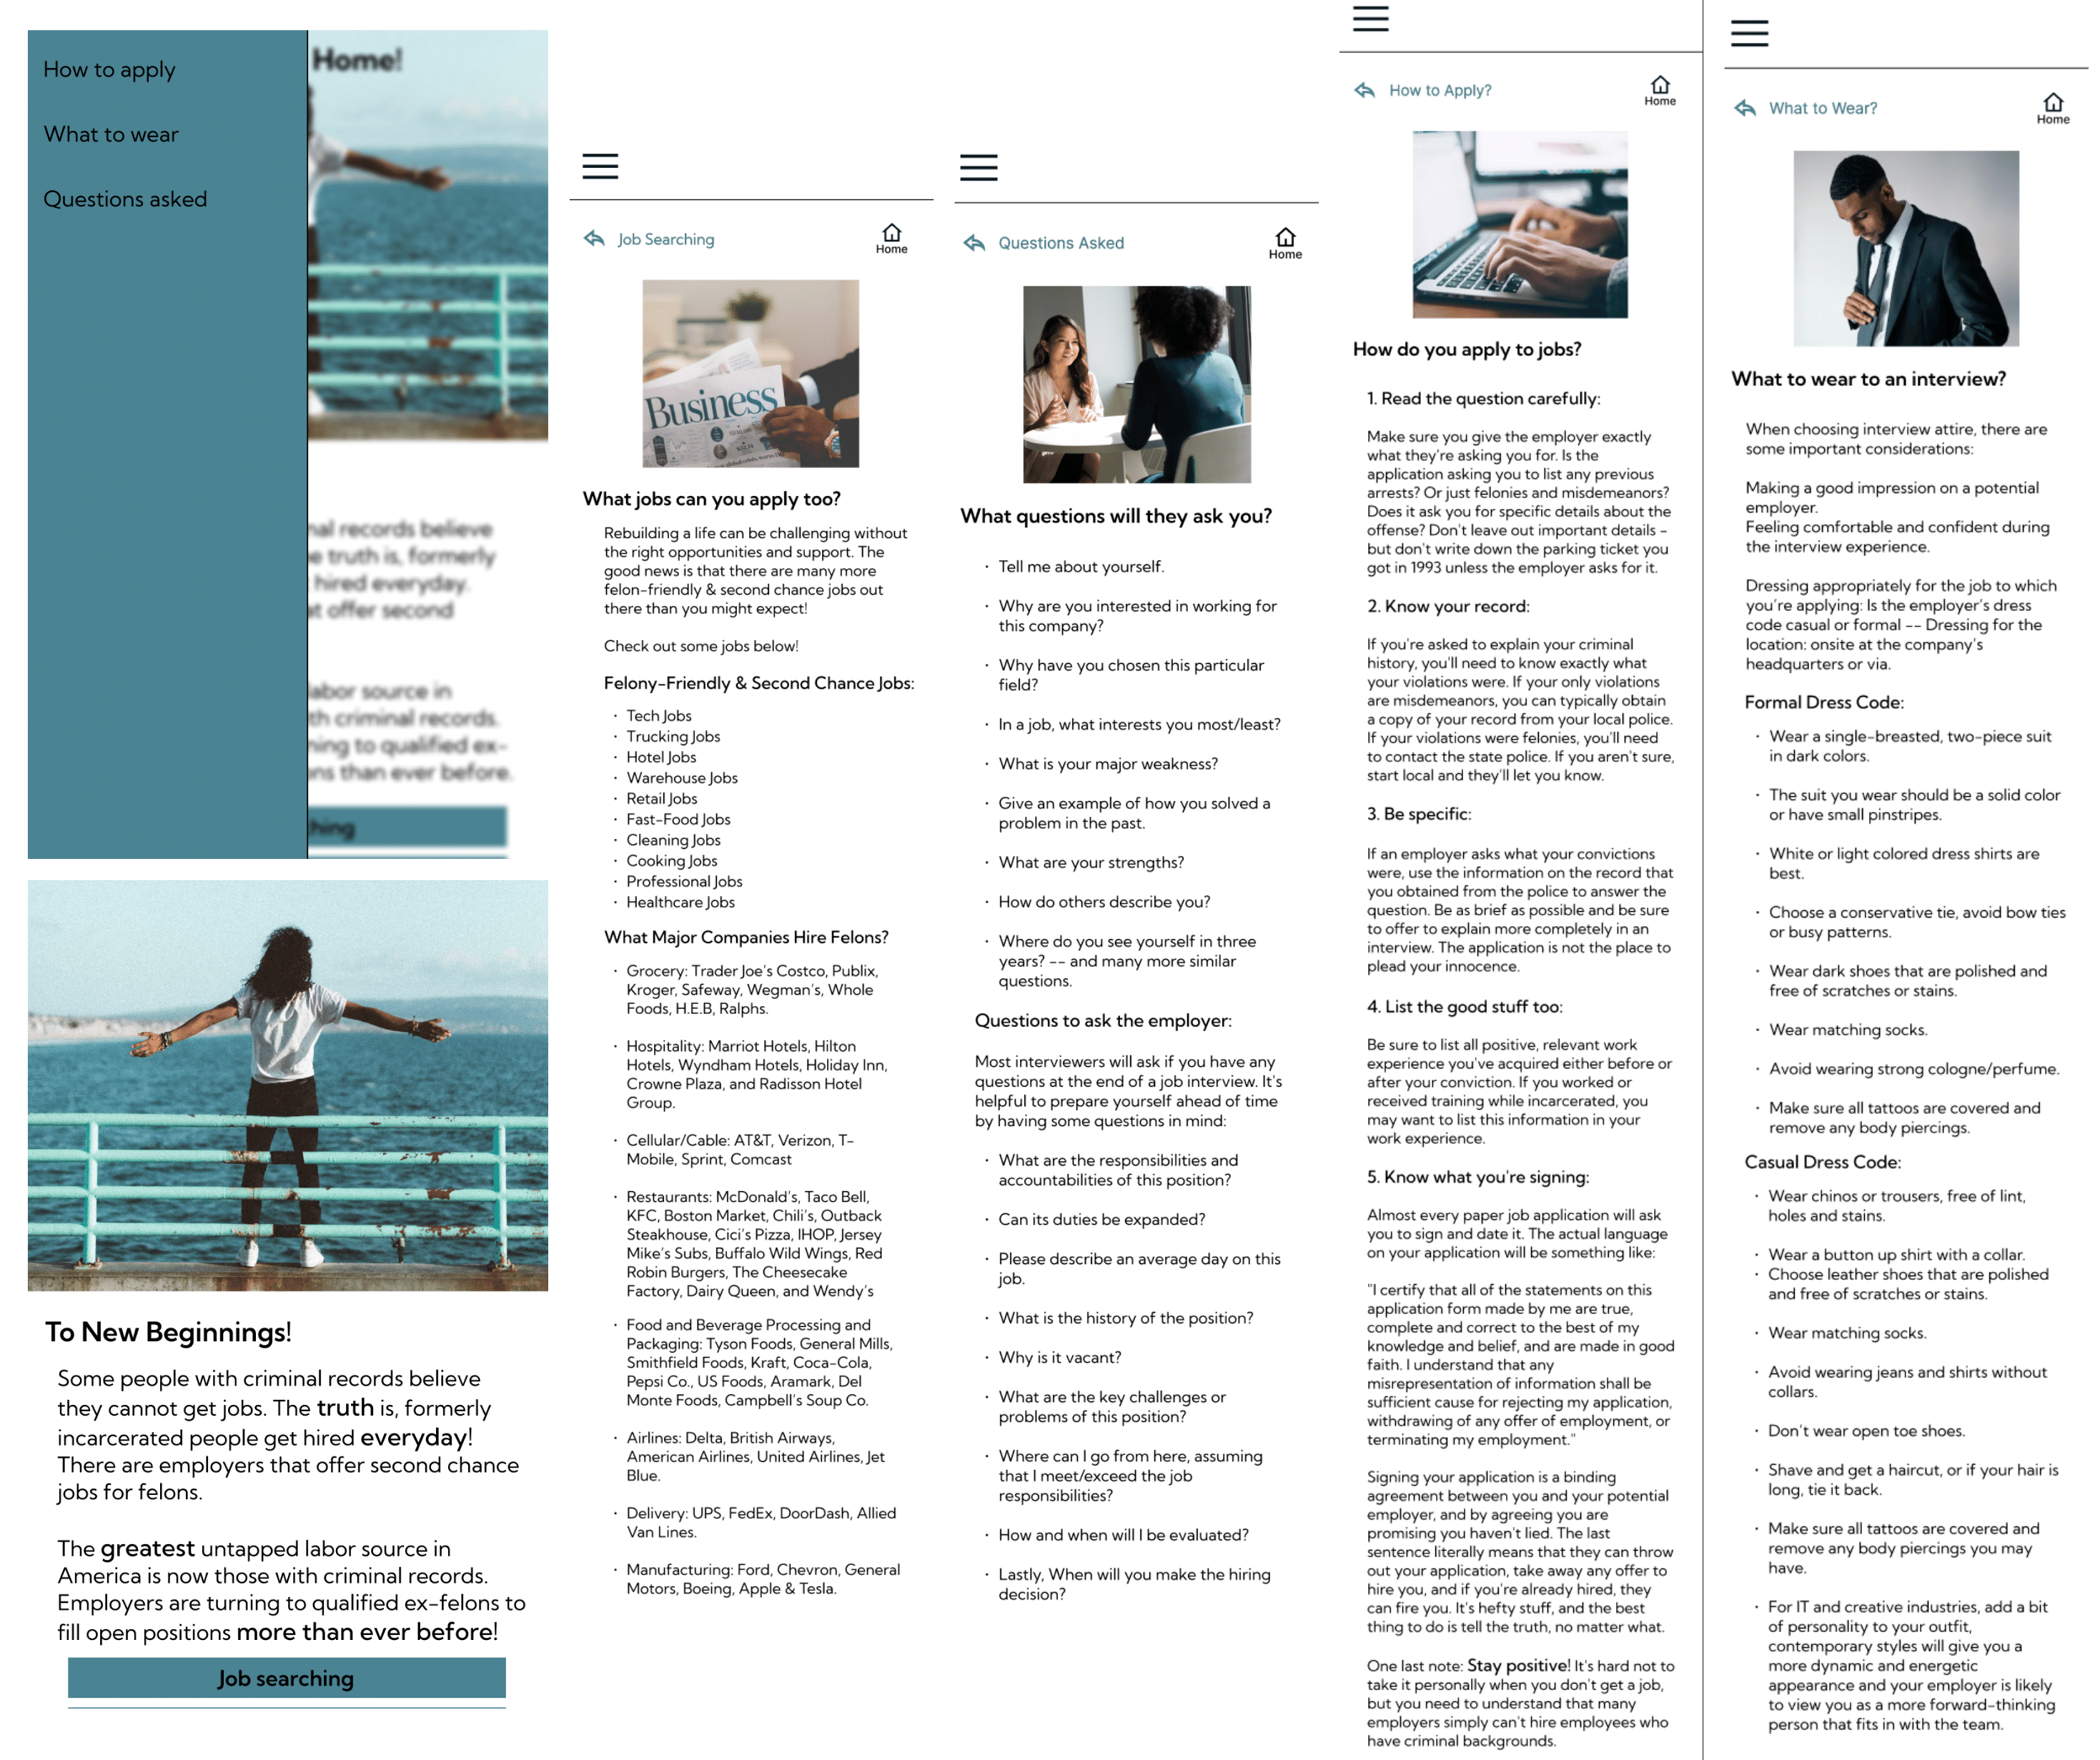 How to apply
What to wear
Questions asked
Home!
nal records believe
e truth is, formerly
hired everyday.
at offer second
labor source in
th criminal records.
ning to qualified ex-
ns than ever before.
hing
To New Beginnings!
Some people with criminal records believe
they cannot get jobs. The truth is, formerly
incarcerated people get hired everyday!
There are employers that offer second chance
jobs for felons.
The greatest untapped labor source in
America is now those with criminal records.
Employers are turning to qualified ex-felons to
fill open positions more than ever before!
Job searching
Job Searching
Home
Business
What jobs can you apply too?
Rebuilding a life can be challenging without
the right opportunities and support. The
good news is that there are many more
felon-friendly & second chance jobs out
there than you might expect!
Check out some jobs below!
Felony-Friendly & Second Chance Jobs:
· Tech Jobs
· Trucking Jobs
· Hotel Jobs
· Warehouse Jobs
· Retail Jobs
· Fast-Food Jobs
· Cleaning Jobs
· Cooking Jobs
· Professional Jobs
· Healthcare Jobs
What Major Companies Hire Felons?
· Grocery: Trader Joe's Costco, Publix,
Kroger, Safeway, Wegman's, Whole
Foods, H.E.B, Ralphs.
· Hospitality: Marriot Hotels, Hilton
Hotels, Wyndham Hotels, Holiday Inn,
Crowne Plaza, and Radisson Hotel
Group.
· Cellular/Cable: AT&T, Verizon, T-
Mobile, Sprint, Comcast
· Restaurants: McDonald's, Taco Bell,
KFC, Boston Market, Chili's, Outback
Steakhouse, Cici's Pizza, IHOP, Jersey
Mike's Subs, Buffalo Wild Wings, Red
Robin Burgers, The Cheesecake
Factory, Dairy Queen, and Wendy's
· Food and Beverage Processing and
Packaging: Tyson Foods, General Mills,
Smithfield Foods, Kraft, Coca-Cola,
Pepsi Co., US Foods, Aramark, Del
Monte Foods, Campbell's Soup Co.
· Airlines: Delta, British Airways,
American Airlines, United Airlines, Jet
Blue.
· Delivery: UPS, FedEx, DoorDash, Allied
Van Lines.
· Manufacturing: Ford, Chevron, General
Motors, Boeing, Apple & Tesla.
Questions Asked
Home
What questions will they ask you?
· Tell me about yourself.
· Why are you interested in working for
this company?
· Why have you chosen this particular
field?
· In a job, what interests you most/least?
· What is your major weakness?
· Give an example of how you solved a
problem in the past.
· What are your strengths?
· How do others describe you?
· Where do you see yourself in three
years? -- and many more similar
questions.
Questions to ask the employer:
Most interviewers will ask if you have any
questions at the end of a job interview. It's
helpful to prepare yourself ahead of time
by having some questions in mind:
· What are the responsibilities and
accountabilities of this position?
· Can its duties be expanded?
· Please describe an average day on this
job.
· What is the history of the position?
· Why is it vacant?
· What are the key challenges or
problems of this position?
· Where can I go from here, assuming
that I meet/exceed the job
responsibilities?
· How and when will I be evaluated?
· Lastly, When will you make the hiring
decision?
How to Apply?
Home
How do you apply to jobs?
1. Read the question carefully:
Make sure you give the employer exactly
what they're asking you for. Is the
application asking you to list any previous
arrests? Or just felonies and misdemeanors?
Does it ask you for specific details about the
offense? Don't leave out important details -
but don't write down the parking ticket you
got in 1993 unless the employer asks for it.
2. Know your record:
If you're asked to explain your criminal
history, you'll need to know exactly what
your violations were. If your only violations
are misdemeanors, you can typically obtain
a copy of your record from your local police.
If your violations were felonies, you'll need
to contact the state police. If you aren't sure,
start local and they'll let you know.
3. Be specific:
If an employer asks what your convictions
were, use the information on the record that
you obtained from the police to answer the
question. Be as brief as possible and be sure
to offer to explain more completely in an
interview. The application is not the place to
plead your innocence.
4. List the good stuff too:
Be sure to list all positive, relevant work
experience you've acquired either before or
after your conviction. If you worked or
received training while incarcerated, you
may want to list this information in your
work experience.
5. Know what you're signing:
Almost every paper job application will ask
you to sign and date it. The actual language
on your application will be something like:
"I certify that all of the statements on this
application form made by me are true,
complete and correct to the best of my
knowledge and belief, and are made in good
faith. I understand that any
misrepresentation of information shall be
sufficient cause for rejecting my application,
withdrawing of any offer of employment, or
terminating my employment."
Signing your application is a binding
agreement between you and your potential
employer, and by agreeing you are
promising you haven't lied. The last
sentence literally means that they can throw
out your application, take away any offer to
hire you, and if you're already hired, they
can fire you. It's hefty stuff, and the best
thing to do is tell the truth, no matter what.
One last note: Stay positive! It's hard not to
take it personally when you don't get a job,
but you need to understand that many
employers simply can't hire employees who
have criminal backgrounds.
What to Wear?
Home
What to wear to an interview?
When choosing interview attire, there are
some important considerations:
Making a good impression on a potential
employer.
Feeling comfortable and confident during
the interview experience.
Dressing appropriately for the job to which
you're applying: Is the employer's dress
code casual or formal -- Dressing for the
location: onsite at the company's
headquarters or via.
Formal Dress Code:
· Wear a single-breasted, two-piece suit
in dark colors.
· The suit you wear should be a solid color
or have small pinstripes.
· White or light colored dress shirts are
best.
· Choose a conservative tie, avoid bow ties
or busy patterns.
· Wear dark shoes that are polished and
free of scratches or stains.
· Wear matching socks.
· Avoid wearing strong cologne/perfume.
· Make sure all tattoos are covered and
remove any body piercings.
Casual Dress Code:
· Wear chinos or trousers, free of lint,
holes and stains.
· Wear a button up shirt with a collar.
· Choose leather shoes that are polished
and free of scratches or stains.
· Wear matching socks.
· Avoid wearing jeans and shirts without
collars.
· Don't wear open toe shoes.
· Shave and get a haircut, or if your hair is
long, tie it back.
· Make sure all tattoos are covered and
remove any body piercings you may
have.
· For IT and creative industries, add a bit
of personality to your outfit,
contemporary styles will give you a
more dynamic and energetic
appearance and your employer is likely
to view you as a more forward-thinking
person that fits in with the team.